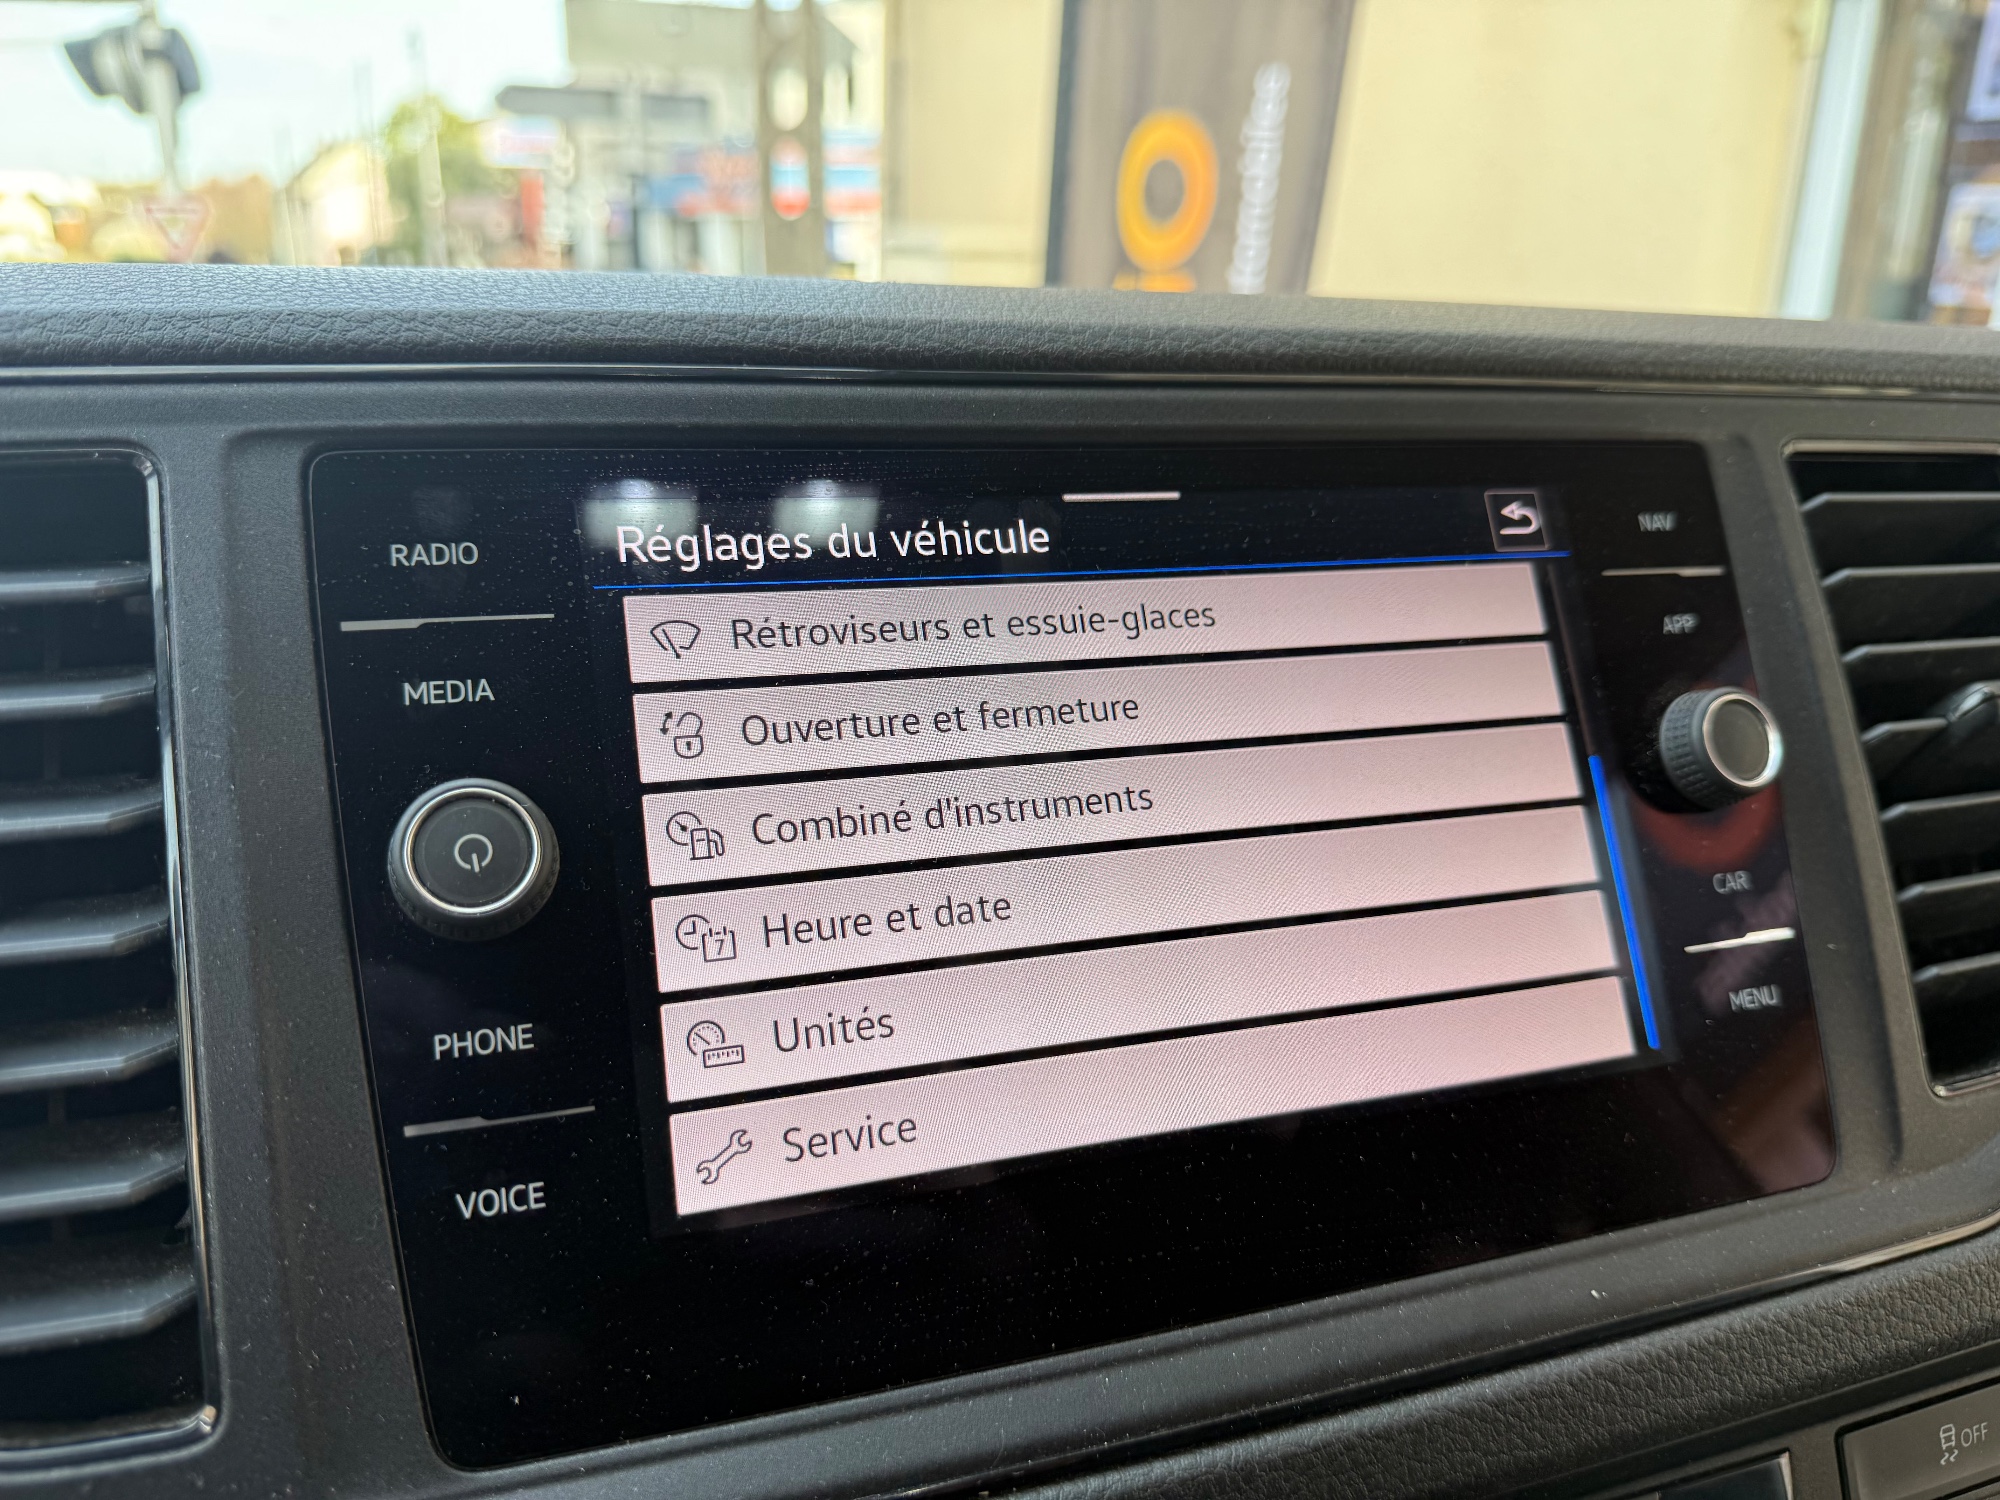 Réglages du véhicule
Rétroviseurs et essuie-glaces
Ouverture et fermeture
Combiné d'instruments
Heure et date
7
Unités
Service
RADIO
MEDIA
PHONE
VOICE
NAV
APP
CAR
MENU
OFF